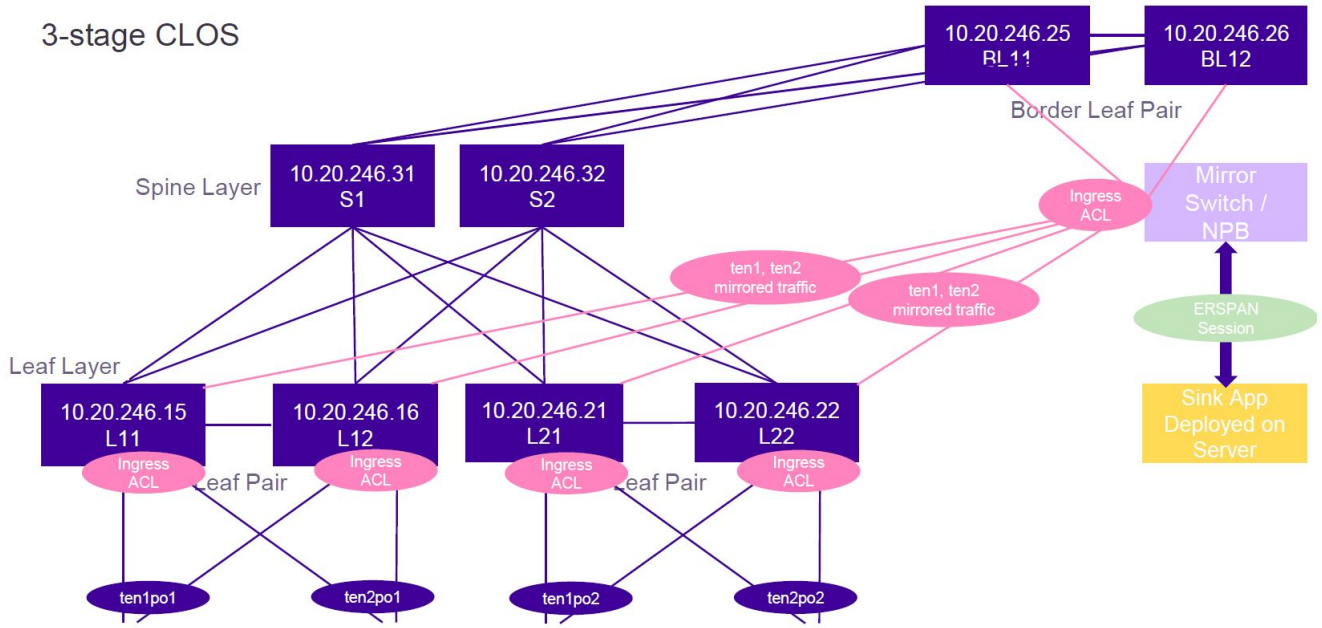 3-stage CLOS
10.20.246.25
BL11
10.20.246.26
BL12
Border Leaf Pair
Spine Layer
10.20.246.31
S1
10.20.246.32
S2
Ingress
ACL
Mirror
Switch /
NPB
ten1, ten2
mirrored traffic
ten1, ten2
mirrored traffic
ERSPAN
Session
Leaf Layer
10.20.246.15
L11
10.20.246.16
L12
10.20.246.21
L21
10.20.246.22
L22
Sink App
Deployed on
Server
Ingress
ACL
Leaf Pair
Ingress
ACL
Ingress
ACL
Leaf Pair
Ingress
ACL
ten1po1
ten2po1
ten1po2
ten2po2